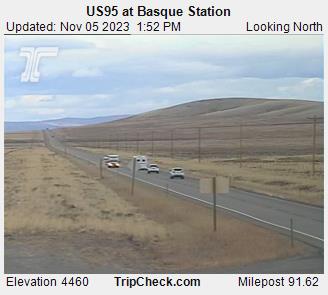 US95 at Basque Station
Updated: Nov 05 2023 1:52 PM Looking North
Elevation 4460 TripCheck.com Milepost 91.62